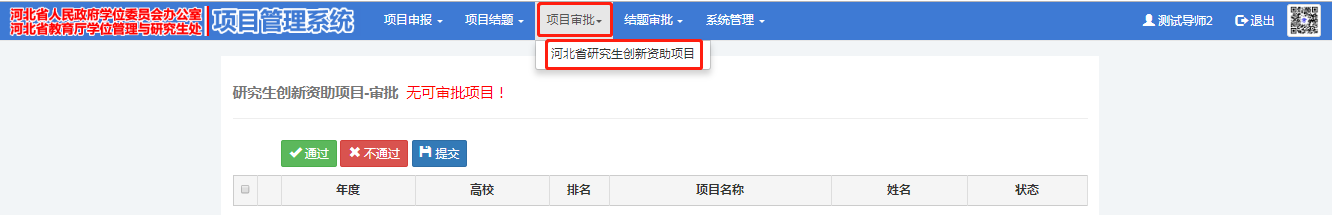 河北省人民政府学位委员会办公室
河北省教育厅学位管理与研究生处
项目管理系统
项目申报 项目结题 项目审批 结题审批 系统管理 测试导师2 退出
河北省研究生创新资助项目
研究生创新资助项目-审批 无可审批项目！
通过 不通过 提交
年度 高校 排名 项目名称 姓名 状态